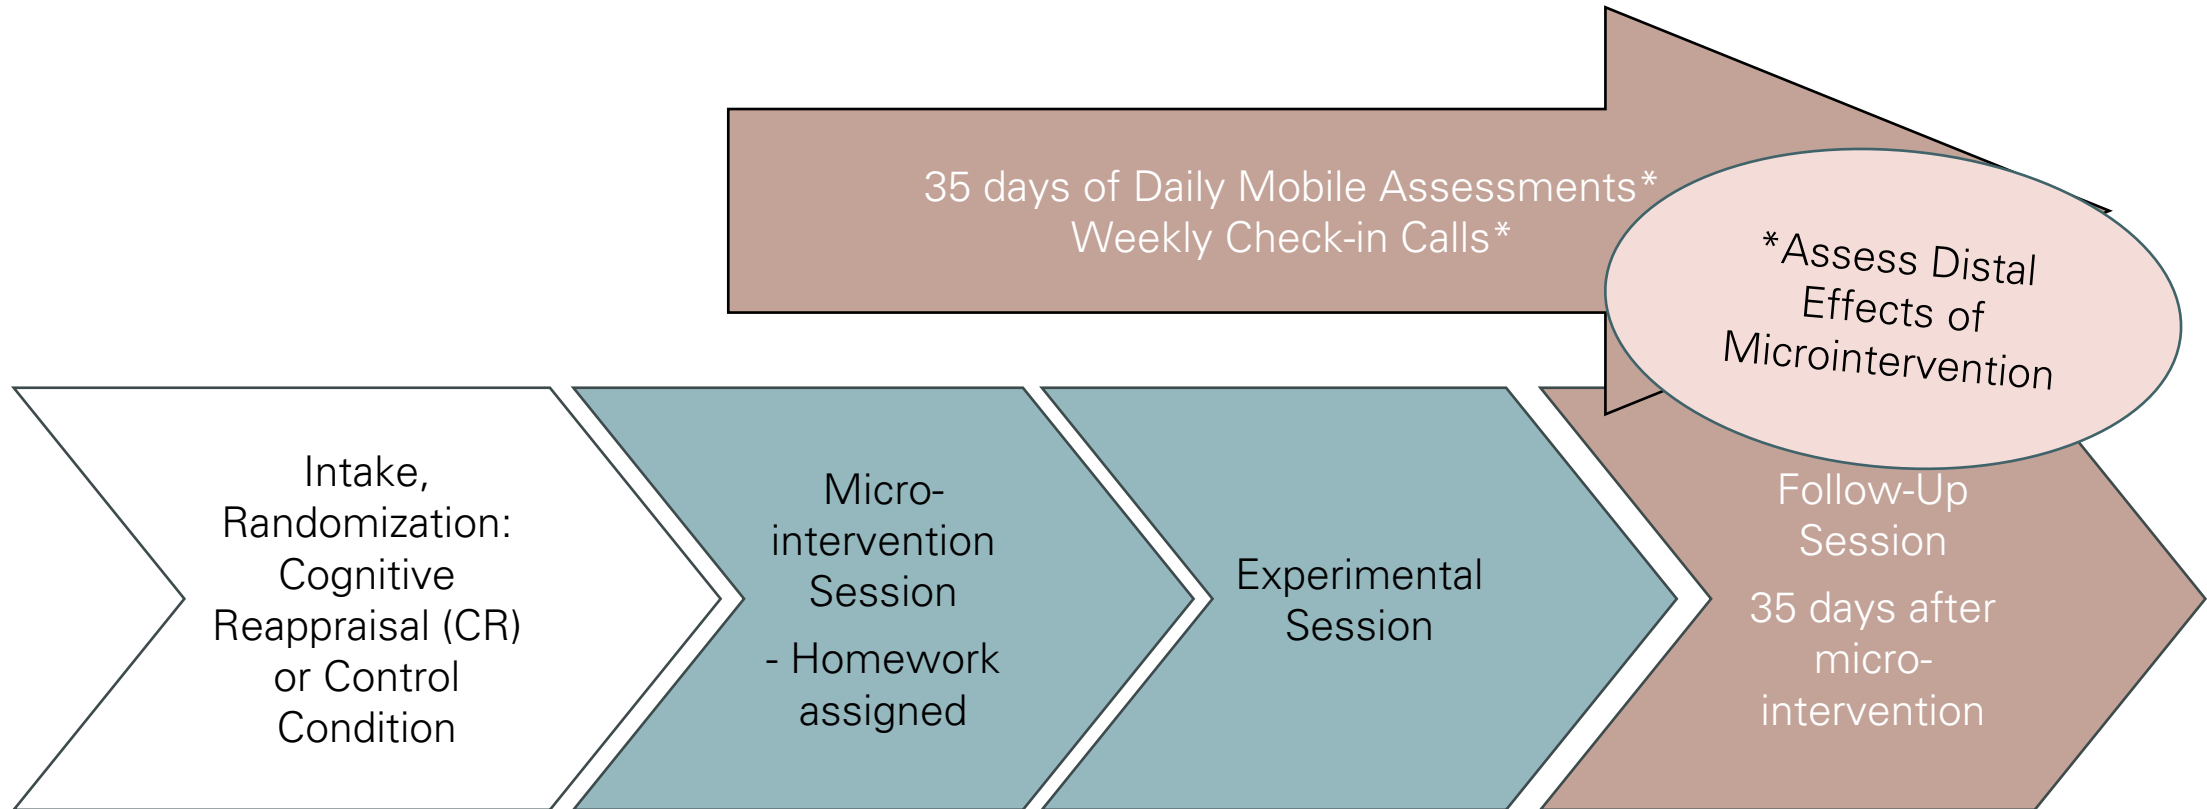 35 days of Daily Mobile Assessments*
Weekly Check-in Calls*
*Assess Distal
Effects of
Microintervention
Intake,
Randomization:
Cognitive
Reappraisal (CR)
or Control
Condition
Micro-
intervention
Session
- Homework
assigned
Experimental
Session
Follow-Up
Session
35 days after
micro-
intervention